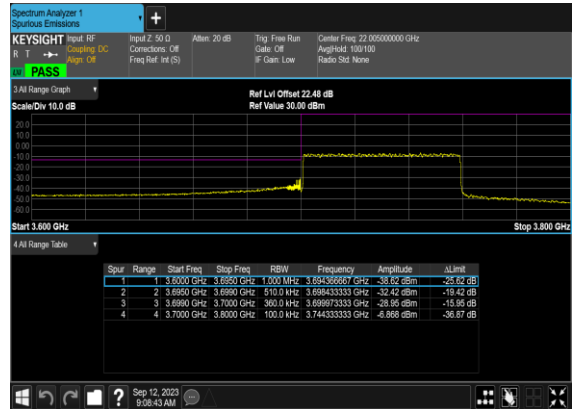 Spectrum Analyzer 1
Spurious Emissions
KEYSIGHT Input: RF Input Z: 50 Ω Atten: 20 dB Trig: Free Run Center Freq: 22.005000000 GHz
R T Coupling: DC Corrections: Off Gate: Off Avg|Hold: 100/100
Align: Off Freq Ref: Int (S) IF Gain: Low Radio Std: None
PASS
3 All Range Graph
Ref Lvl Offset 22.48 dB
Scale/Div 10.0 dB Ref Value 30.00 dBm
20.0
10.0
0.00
-10.0
-20.0
-30.0
-40.0
-50.0
-60.0
Start 3.600 GHz Stop 3.800 GHz
4 All Range Table
Spur Range Start Freq Stop Freq RBW Frequency Amplitude ΔLimit
1 1 3.6000 GHz 3.6950 GHz 1.000 MHz 3.694366667 GHz -38.62 dBm -25.62 dB
2 2 3.6950 GHz 3.6990 GHz 510.0 kHz 3.698433333 GHz -32.42 dBm -19.42 dB
3 3 3.6990 GHz 3.7000 GHz 360.0 kHz 3.699973333 GHz -28.95 dBm -15.95 dB
4 4 3.7000 GHz 3.8000 GHz 100.0 kHz 3.744333333 GHz -6.868 dBm -36.87 dB
? Sep 12, 2023
9:08:43 AM